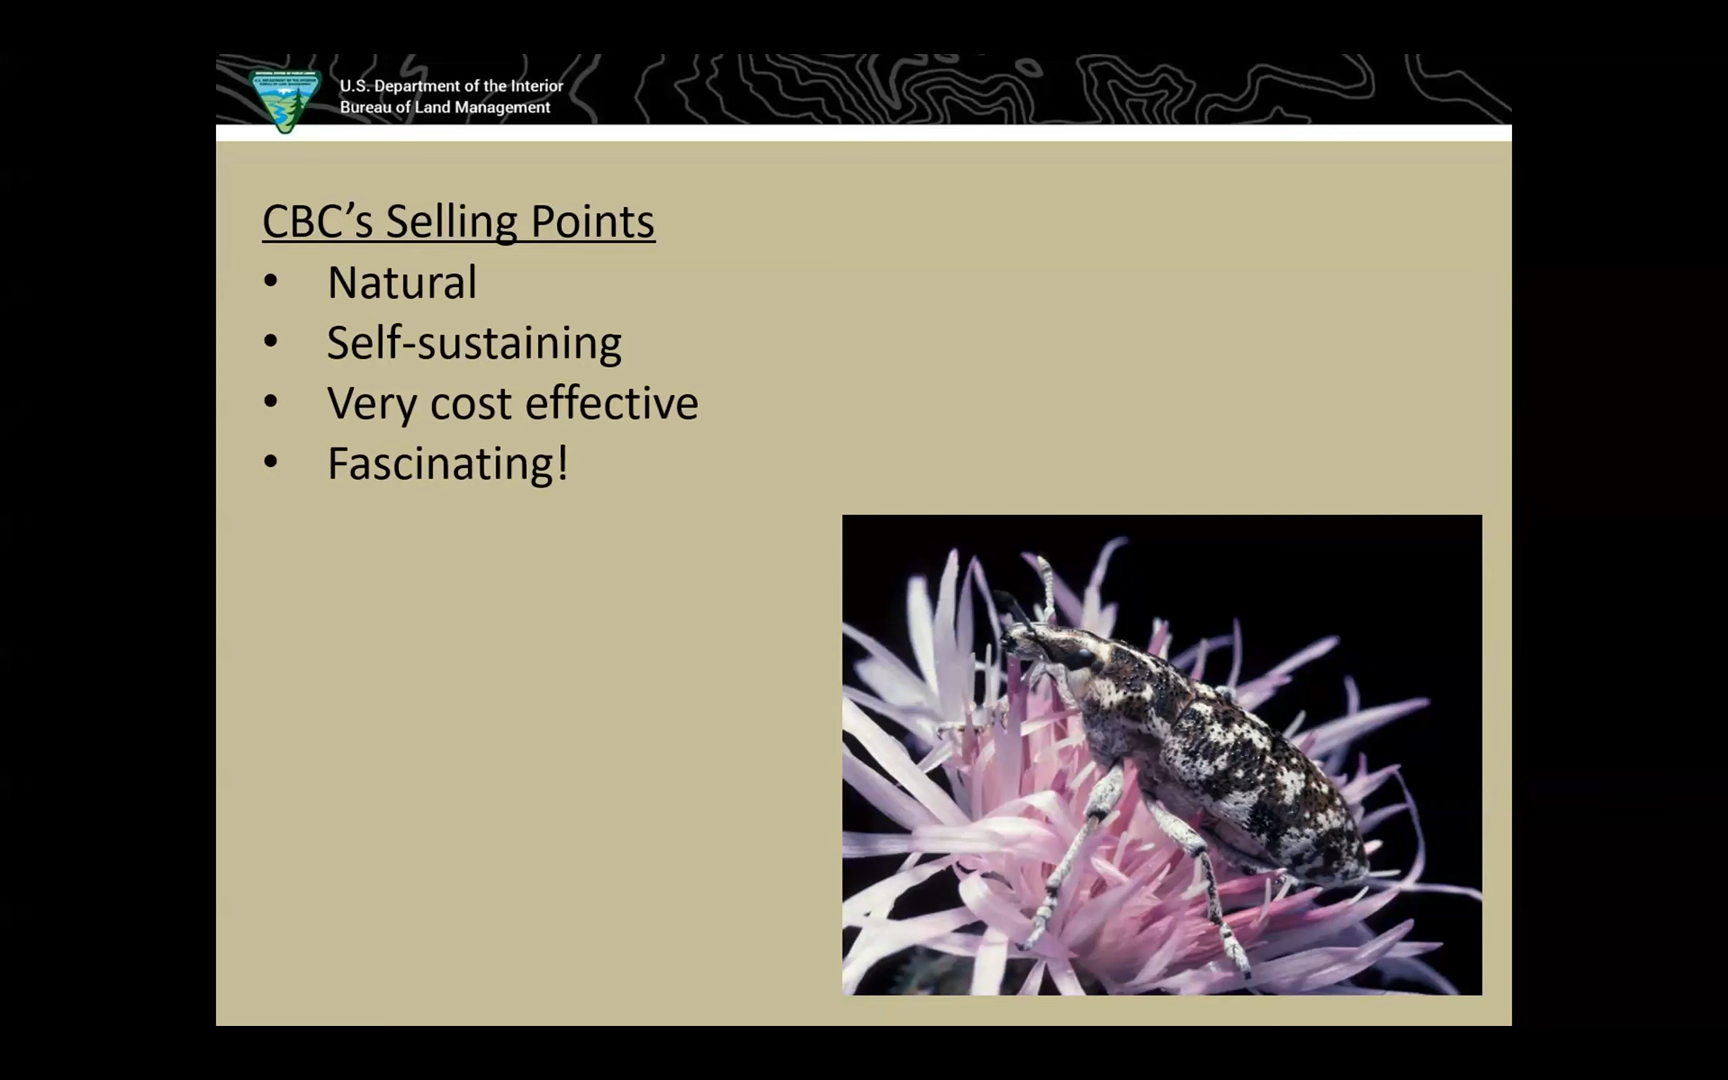 U.S. Department of the Interior
Bureau of Land Management
CBC’s Selling Points
• Natural
• Self-sustaining
• Very cost effective
• Fascinating!